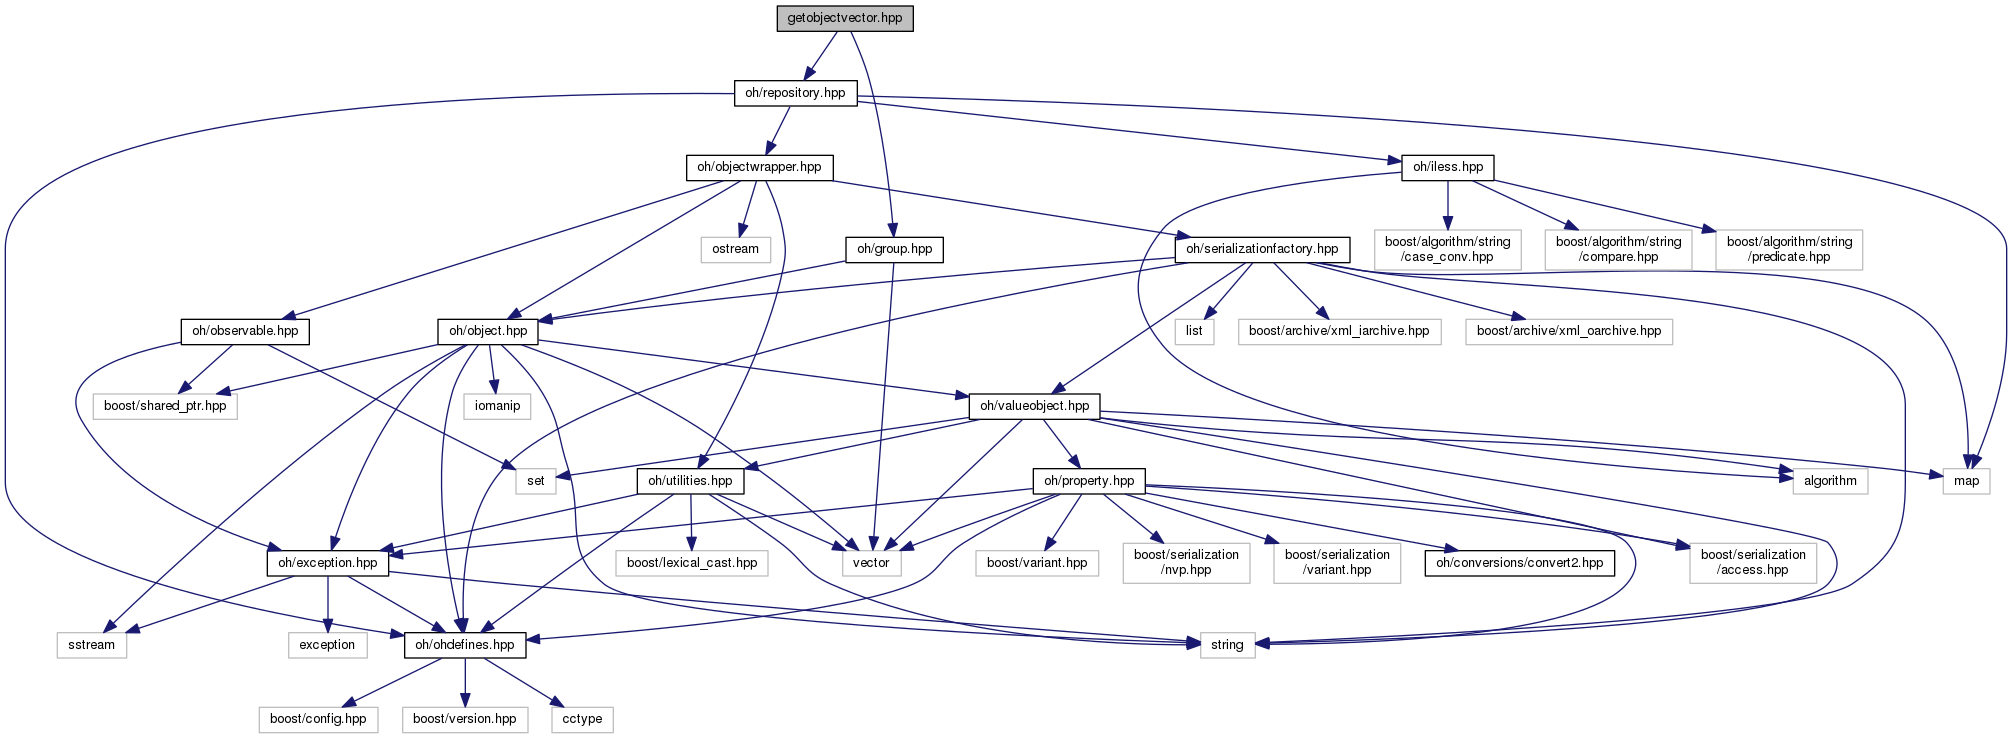 getobjectvector.hpp
oh/repository.hpp
oh/objectwrapper.hpp
oh/iless.hpp
ostream
oh/group.hpp
oh/serializationfactory.hpp
boost/algorithm/string
/case_conv.hpp
boost/algorithm/string
/compare.hpp
boost/algorithm/string
/predicate.hpp
oh/observable.hpp
oh/object.hpp
list
boost/archive/xml_iarchive.hpp
boost/archive/xml_oarchive.hpp
boost/shared_ptr.hpp
iomanip
oh/valueobject.hpp
set
oh/utilities.hpp
oh/property.hpp
algorithm
map
oh/exception.hpp
boost/lexical_cast.hpp
vector
boost/variant.hpp
boost/serialization
/nvp.hpp
boost/serialization
/variant.hpp
oh/conversions/convert2.hpp
boost/serialization
/access.hpp
sstream
exception
oh/ohdefines.hpp
string
boost/config.hpp
boost/version.hpp
cctype